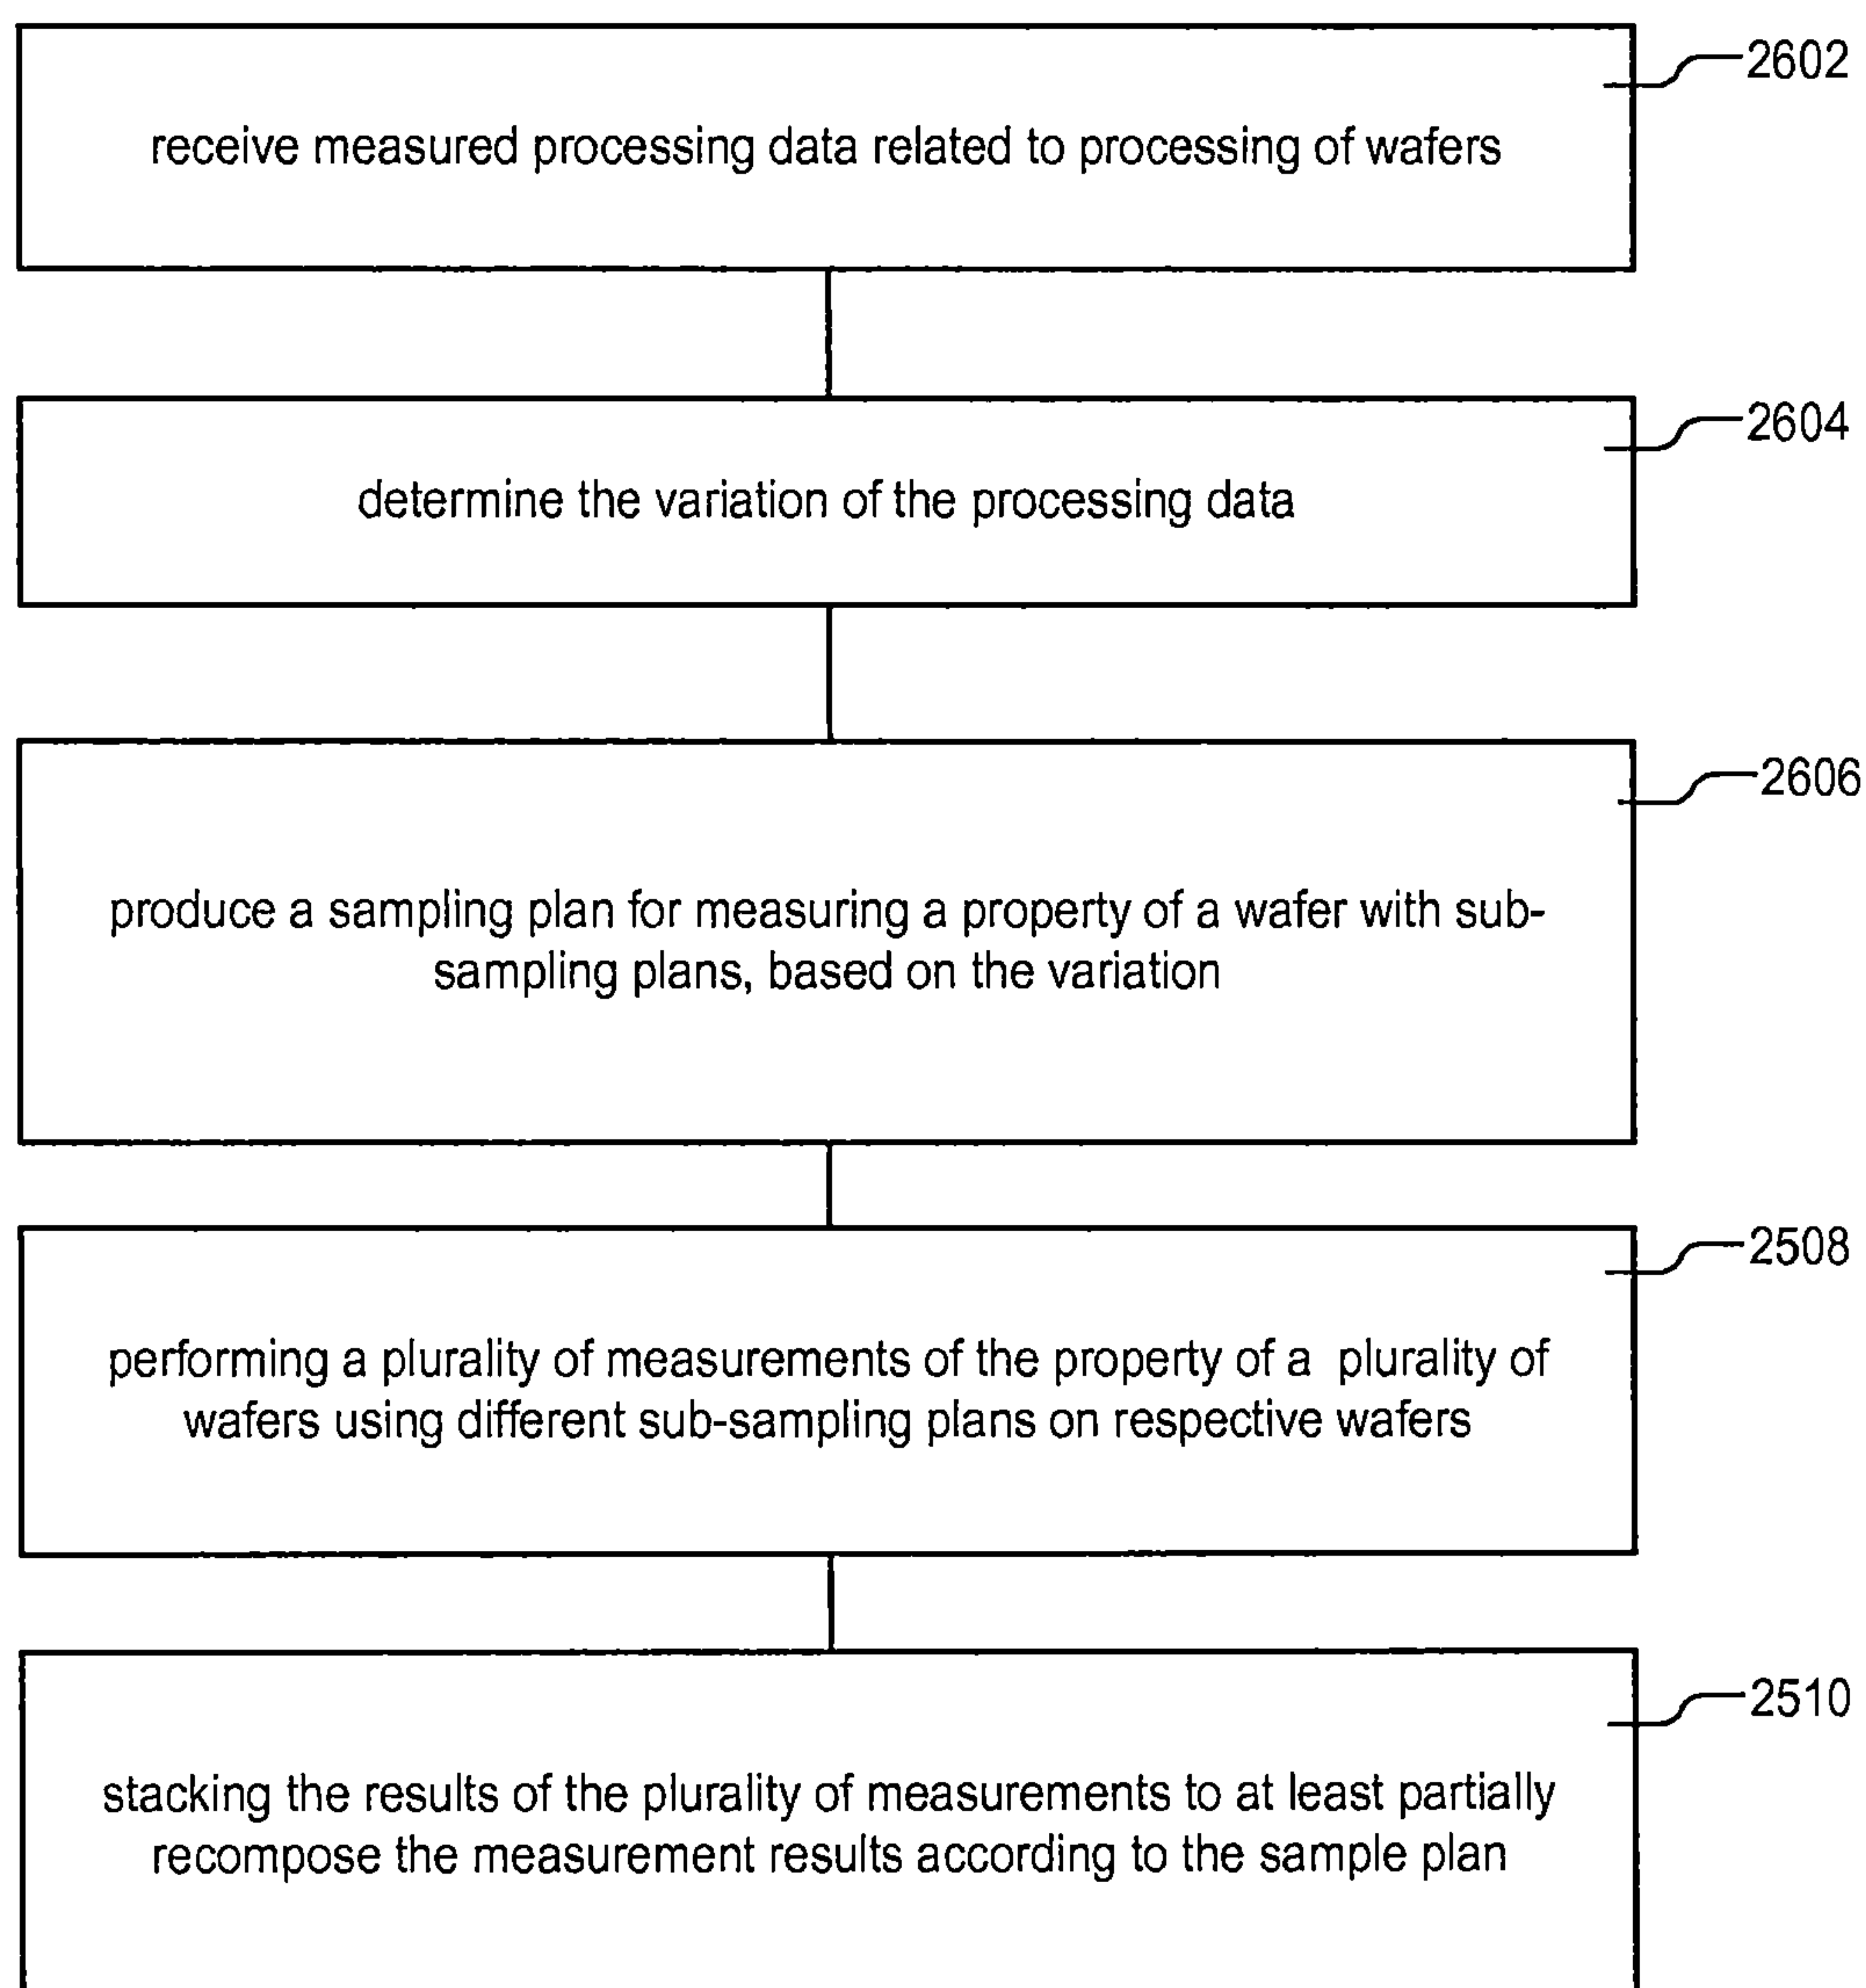 2602
receive measured processing data related to processing of wafers
2604
determine the variation of the processing data
2606
produce a sampling plan for measuring a property of a wafer with sub-
sampling plans, based on the variation
2508
performing a plurality of measurements of the property of a plurality of
wafers using different sub-sampling plans on respective wafers
2510
stacking the results of the plurality of measurements to at least partially
recompose the measurement results according to the sample plan